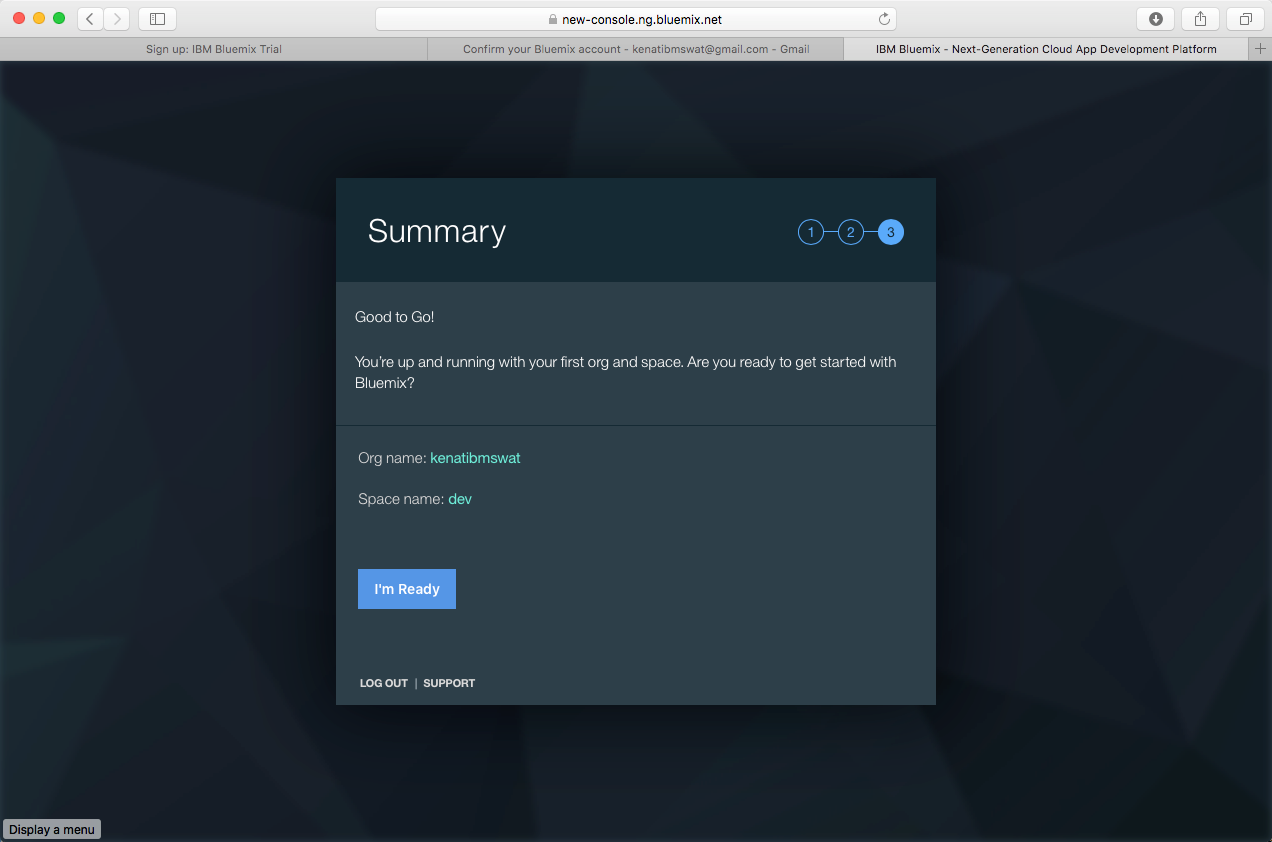 new-console.ng.bluemix.net
Sign up: IBM Bluemix Trial
Confirm your Bluemix account - kenatibmswat@gmail.com - Gmail
IBM Bluemix - Next-Generation Cloud App Development Platform
Summary
1
2
3
Good to Go!
You're up and running with your first org and space. Are you ready to get started with
Bluemix?
Org name: kenatibmswat
Space name: dev
I'm Ready
LOG OUT | SUPPORT
Display a menu